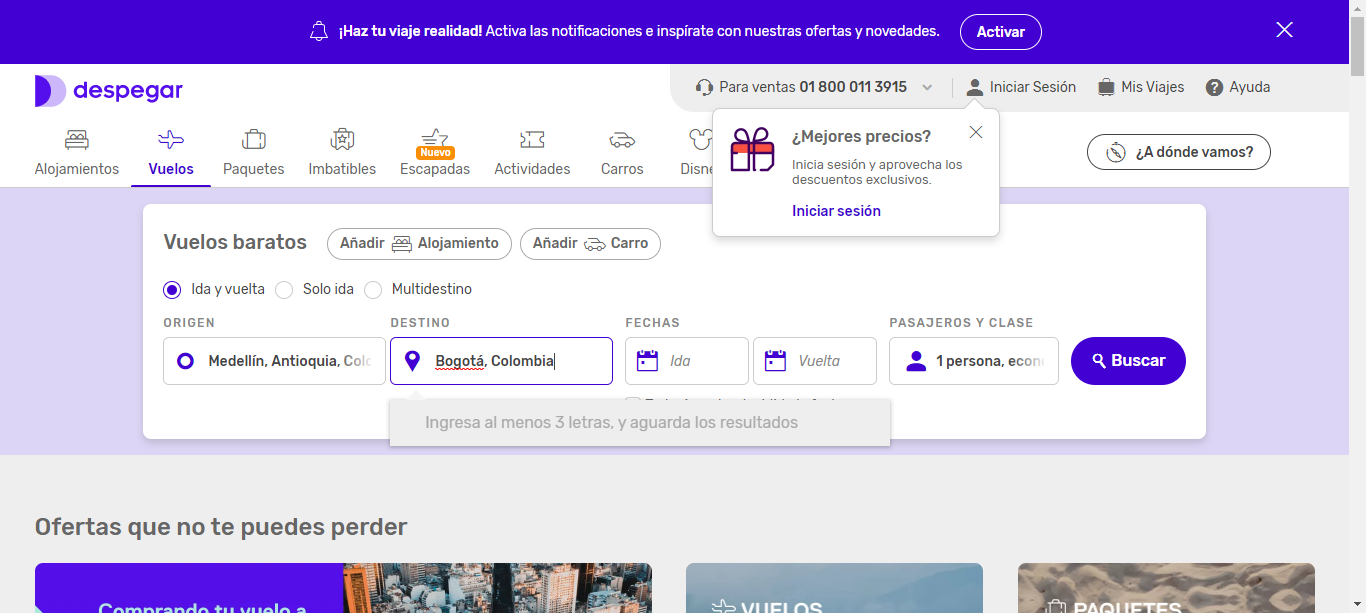 ¡Haz tu viaje realidad! Activa las notificaciones e inspírate con nuestras ofertas y novedades. Activar
despegar
Para ventas 01 800 011 3915 Iniciar Sesión Mis Viajes Ayuda
Alojamientos Vuelos Paquetes Imbatibles Nuevo Escapadas Actividades Carros Disne
¿A dónde vamos?
¿Mejores precios?
Inicia sesión y aprovecha los
descuentos exclusivos.
Iniciar sesión
Vuelos baratos Añadir Alojamiento Añadir Carro
Ida y vuelta Solo ida Multidestino
ORIGEN DESTINO FECHAS PASAJEROS Y CLASE
Medellín, Antioquia, Colo Bogotá, Colombia Ida Vuelta 1 persona, econ Buscar
Ingresa al menos 3 letras, y aguarda los resultados
Ofertas que no te puedes perder
Comprando tu vuelo a
VUELOS
PAQUETES